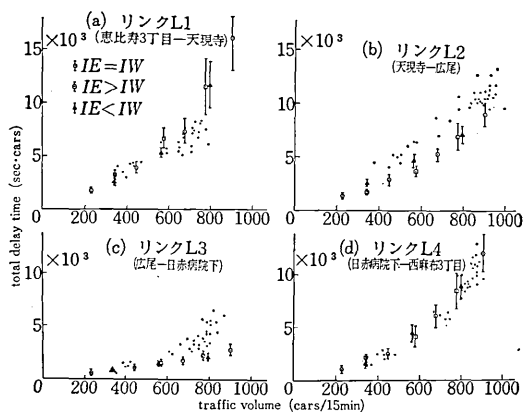 (a) リンクL1
(恵比寿3丁目—天現寺)
×10³
15
10
5
0
IE=IW
IE>IW
IE<IW
0 200 400 600 800 1000
(b) リンクL2
(天現寺—広尾)
×10³
10
5
0
0 200 400 600 800 1000
(c) リンクL3
(広尾—日赤病院下)
×10³
10
5
0
0 200 400 600 800 1000
(d) リンクL4
(日赤病院下—西麻布3丁目)
×10³
10
5
0
0 200 400 600 800 1000
total delay time (sec·cars)
traffic volume (cars/15min)